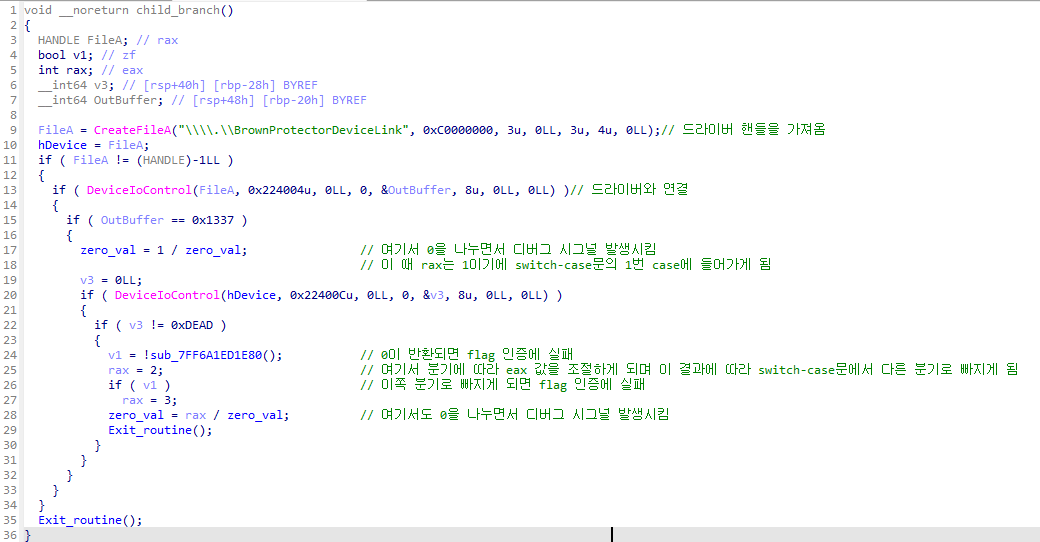 1 void __noreturn child_branch()
2 {
3 HANDLE FileA; // rax
4 bool v1; // zf
5 int rax; // eax
6 __int64 v3; // [rsp+40h] [rbp-28h] BYREF
7 __int64 OutBuffer; // [rsp+48h] [rbp-20h] BYREF
8
9 FileA = CreateFileA("\\\\.\\BrownProtectorDeviceLink", 0xC0000000, 3u, 0LL, 3u, 4u, 0LL);// 드라이버 핸들을 가져옴
10 hDevice = FileA;
11 if ( FileA != (HANDLE)-1LL )
12 {
13 if ( DeviceIoControl(FileA, 0x224004u, 0LL, 0, &OutBuffer, 8u, 0LL, 0LL) )// 드라이버와 연결
14 {
15 if ( OutBuffer == 0x1337 )
16 {
17 zero_val = 1 / zero_val; // 여기서 0을 나누면서 디버그 시그널 발생시킴
18 // 이 때 rax는 1이기에 switch-case문의 1번 case에 들어가게 됨
19 v3 = 0LL;
20 if ( DeviceIoControl(hDevice, 0x22400Cu, 0LL, 0, &v3, 8u, 0LL, 0LL) )
21 {
22 if ( v3 != 0xDEAD )
23 {
24 v1 = !sub_7FF6A1ED1E80(); // 0이 반환되면 flag 인증에 실패
25 rax = 2; // 여기서 분기에 따라 eax 값을 조절하게 되며 이 결과에 따라 switch-case문에서 다른 분기로 빠지게 됨
26 if ( v1 ) // 이쪽 분기로 빠지게 되면 flag 인증에 실패
27 rax = 3;
28 zero_val = rax / zero_val; // 여기서도 0을 나누면서 디버그 시그널 발생시킴
29 Exit_routine();
30 }
31 }
32 }
33 }
34 }
35 Exit_routine();
36 }